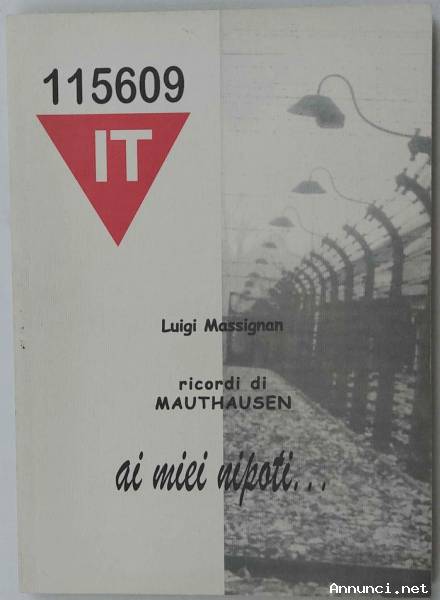 115609
IT
Luigi Massignan
ricordi di
MAUTHAUSEN
ai miei nipoti...
Annunci.net